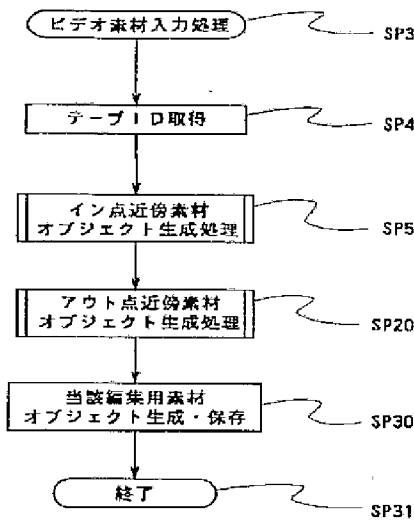 ビデオ素材入力処理
SP3
テープID取得
SP4
イン点近傍素材
オブジェクト生成処理
SP5
アウト点近傍素材
オブジェクト生成処理
SP20
当該編集用素材
オブジェクト生成・保存
SP30
終了
SP31